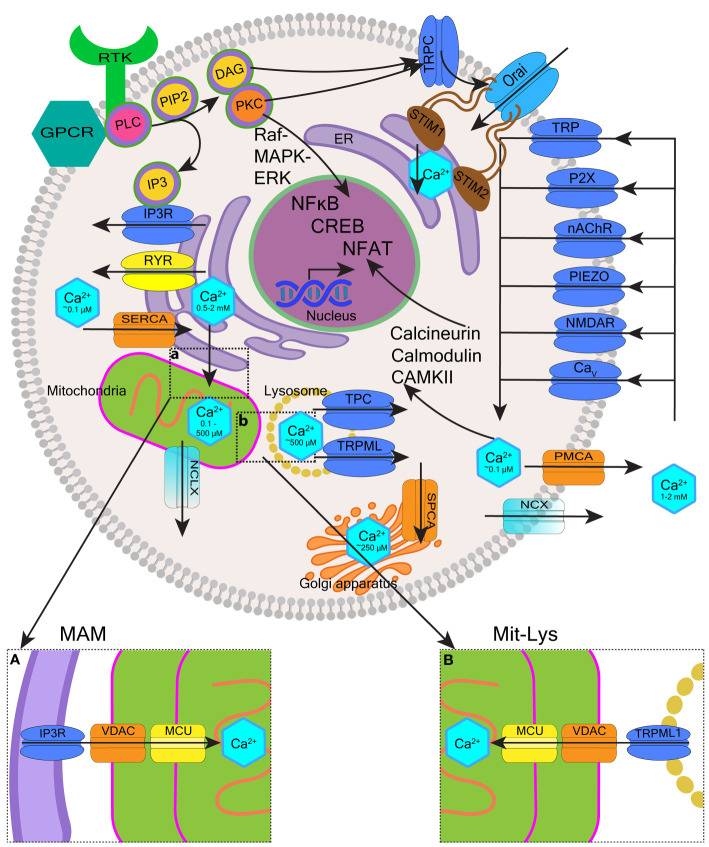 RTK
GPCR
PLC
PIP2
DAG
PKC
TRPC
Orai
STIM1
STIM2
Ca²⁺
ER
Raf-
MAPK-
ERK
IP3
IP3R
RYR
SERCA
Ca²⁺
~0.1 µM
Ca²⁺
0.5-2 mM
NFκB
CREB
NFAT
Nucleus
TRP
P2X
nAChR
PIEZO
NMDAR
CaV
Calcineurin
Calmodulin
CAMKII
a
Mitochondria
Ca²⁺
0.1 -
500 µM
NCLX
b
Lysosome
Ca²⁺
~500 µM
TPC
TRPML
SPCA
Ca²⁺
~250 µM
Golgi apparatus
Ca²⁺
~0.1 µM
PMCA
NCX
Ca²⁺
1-2 mM
MAM
A
IP3R
VDAC
MCU
Ca²⁺
Mit-Lys
B
Ca²⁺
MCU
VDAC
TRPML1